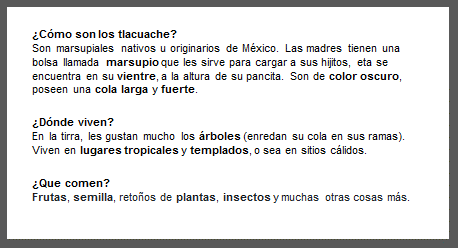 ¿Cómo son los tlacuache?
Son marsupiales nativos u originarios de México. Las madres tienen una
bolsa llamada marsupio que les sirve para cargar a sus hijitos, eta se
encuentra en su vientre, a la altura de su pancita. Son de color oscuro,
poseen una cola larga y fuerte.
¿Dónde viven?
En la tirra, les gustan mucho los árboles (enredan su cola en sus ramas).
Viven en lugares tropicales y templados, o sea en sitios cálidos.
¿Que comen?
Frutas, semilla, retoños de plantas, insectos y muchas otras cosas más.